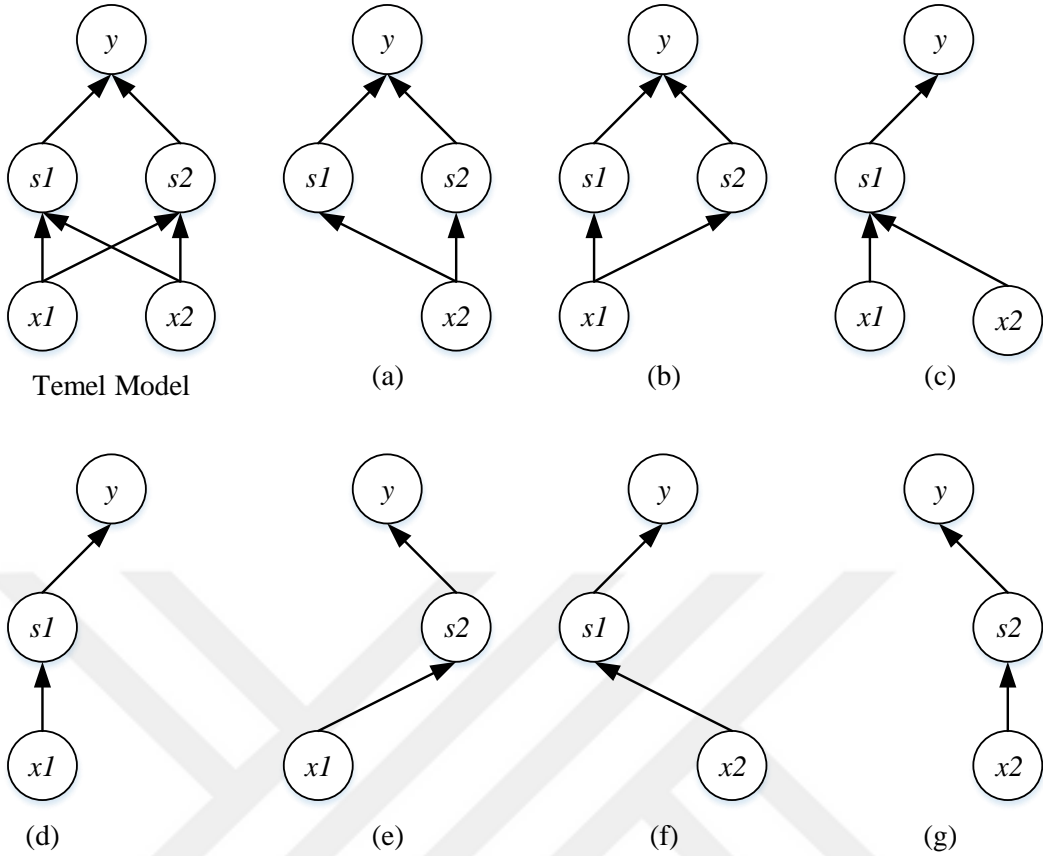 y y y y
s1 s2 s1 s2 s1 s2 s1
x1 x2 x2 x1 x1 x2
Temel Model (a) (b) (c)
y y y y
s1 s2 s1 s2
x1 x1 x2 x2
(d) (e) (f) (g)